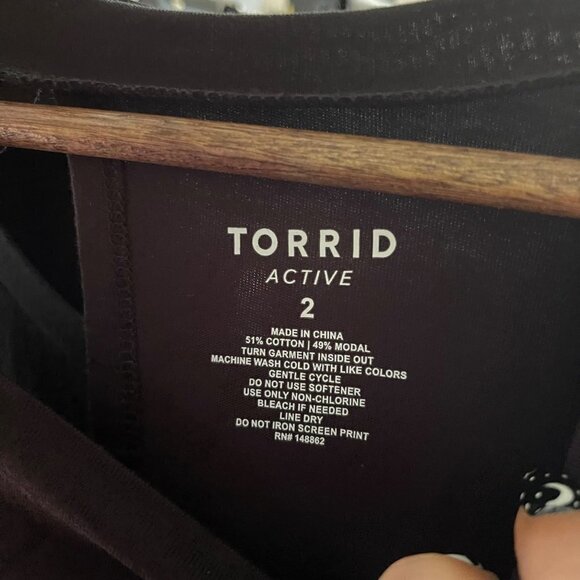 TORRID
ACTIVE
2
MADE IN CHINA
51% COTTON | 49% MODAL
TURN GARMENT INSIDE OUT
MACHINE WASH COLD WITH LIKE COLORS
GENTLE CYCLE
DO NOT USE SOFTENER
USE ONLY NON-CHLORINE
BLEACH IF NEEDED
LINE DRY
DO NOT IRON SCREEN PRINT
RN# 148862